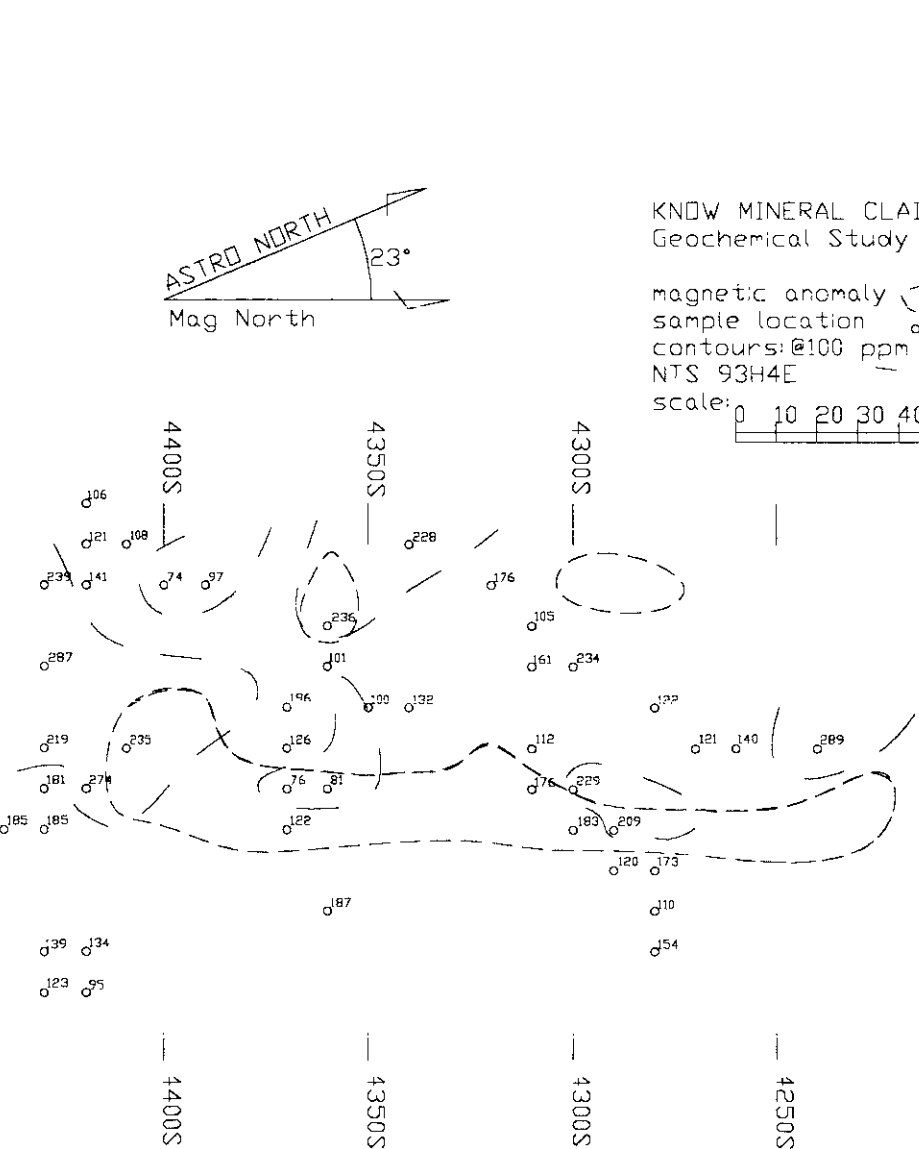 KNOW MINERAL CLAI
Geochemical Study
ASTRO NORTH
23°
Mag North
magnetic anomaly
sample location
contours:@100 ppm
NTS 93H4E
scale:
0 10 20 30 40
4400S 4350S 4300S
106
121 108 228
239 141 74 97 176
236 105
287 101 161 234
196 100 132 122
219 235 126 112 121 140 289
181 274 76 81 176 229
185 185 122 183 209
120 173
187 110
139 134 154
123 95
4400S 4350S 4300S 4250S